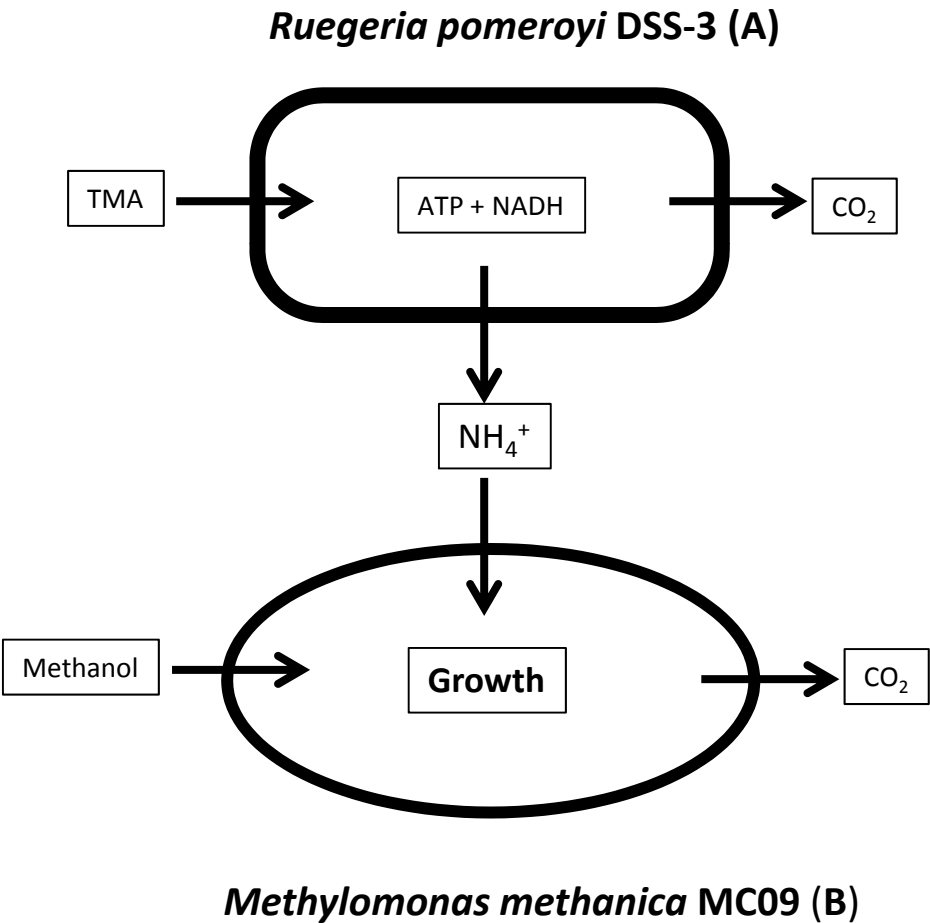 Ruegeria pomeroyi DSS-3 (A)
TMA
ATP + NADH
CO₂
NH₄⁺
Methanol
Growth
CO₂
Methylomonas methanica MC09 (B)